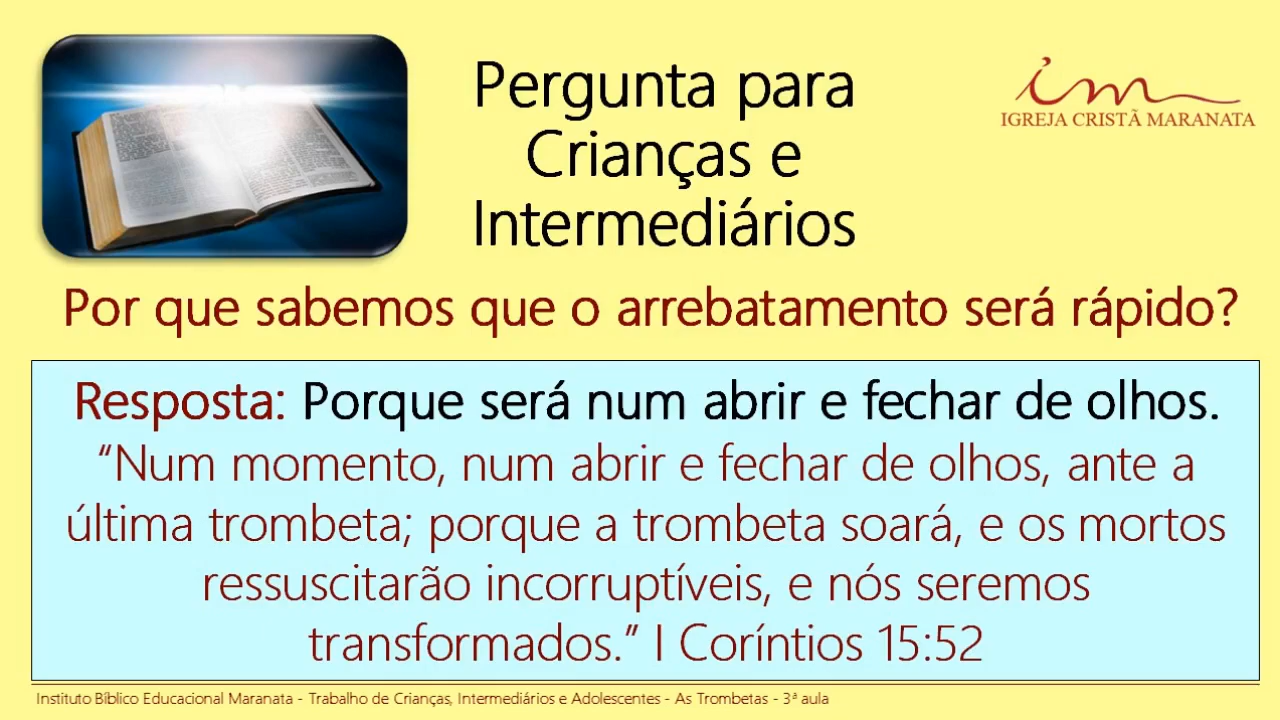 Pergunta para
Crianças e
Intermediários
IGREJA CRISTÃ MARANATA
Por que sabemos que o arrebatamento será rápido?
Resposta: Porque será num abrir e fechar de olhos.
“Num momento, num abrir e fechar de olhos, ante a
última trombeta; porque a trombeta soará, e os mortos
ressuscitarão incorruptíveis, e nós seremos
transformados.” I Coríntios 15:52
Instituto Bíblico Educacional Maranata - Trabalho de Crianças, Intermediários e Adolescentes - As Trombetas - 3ª aula